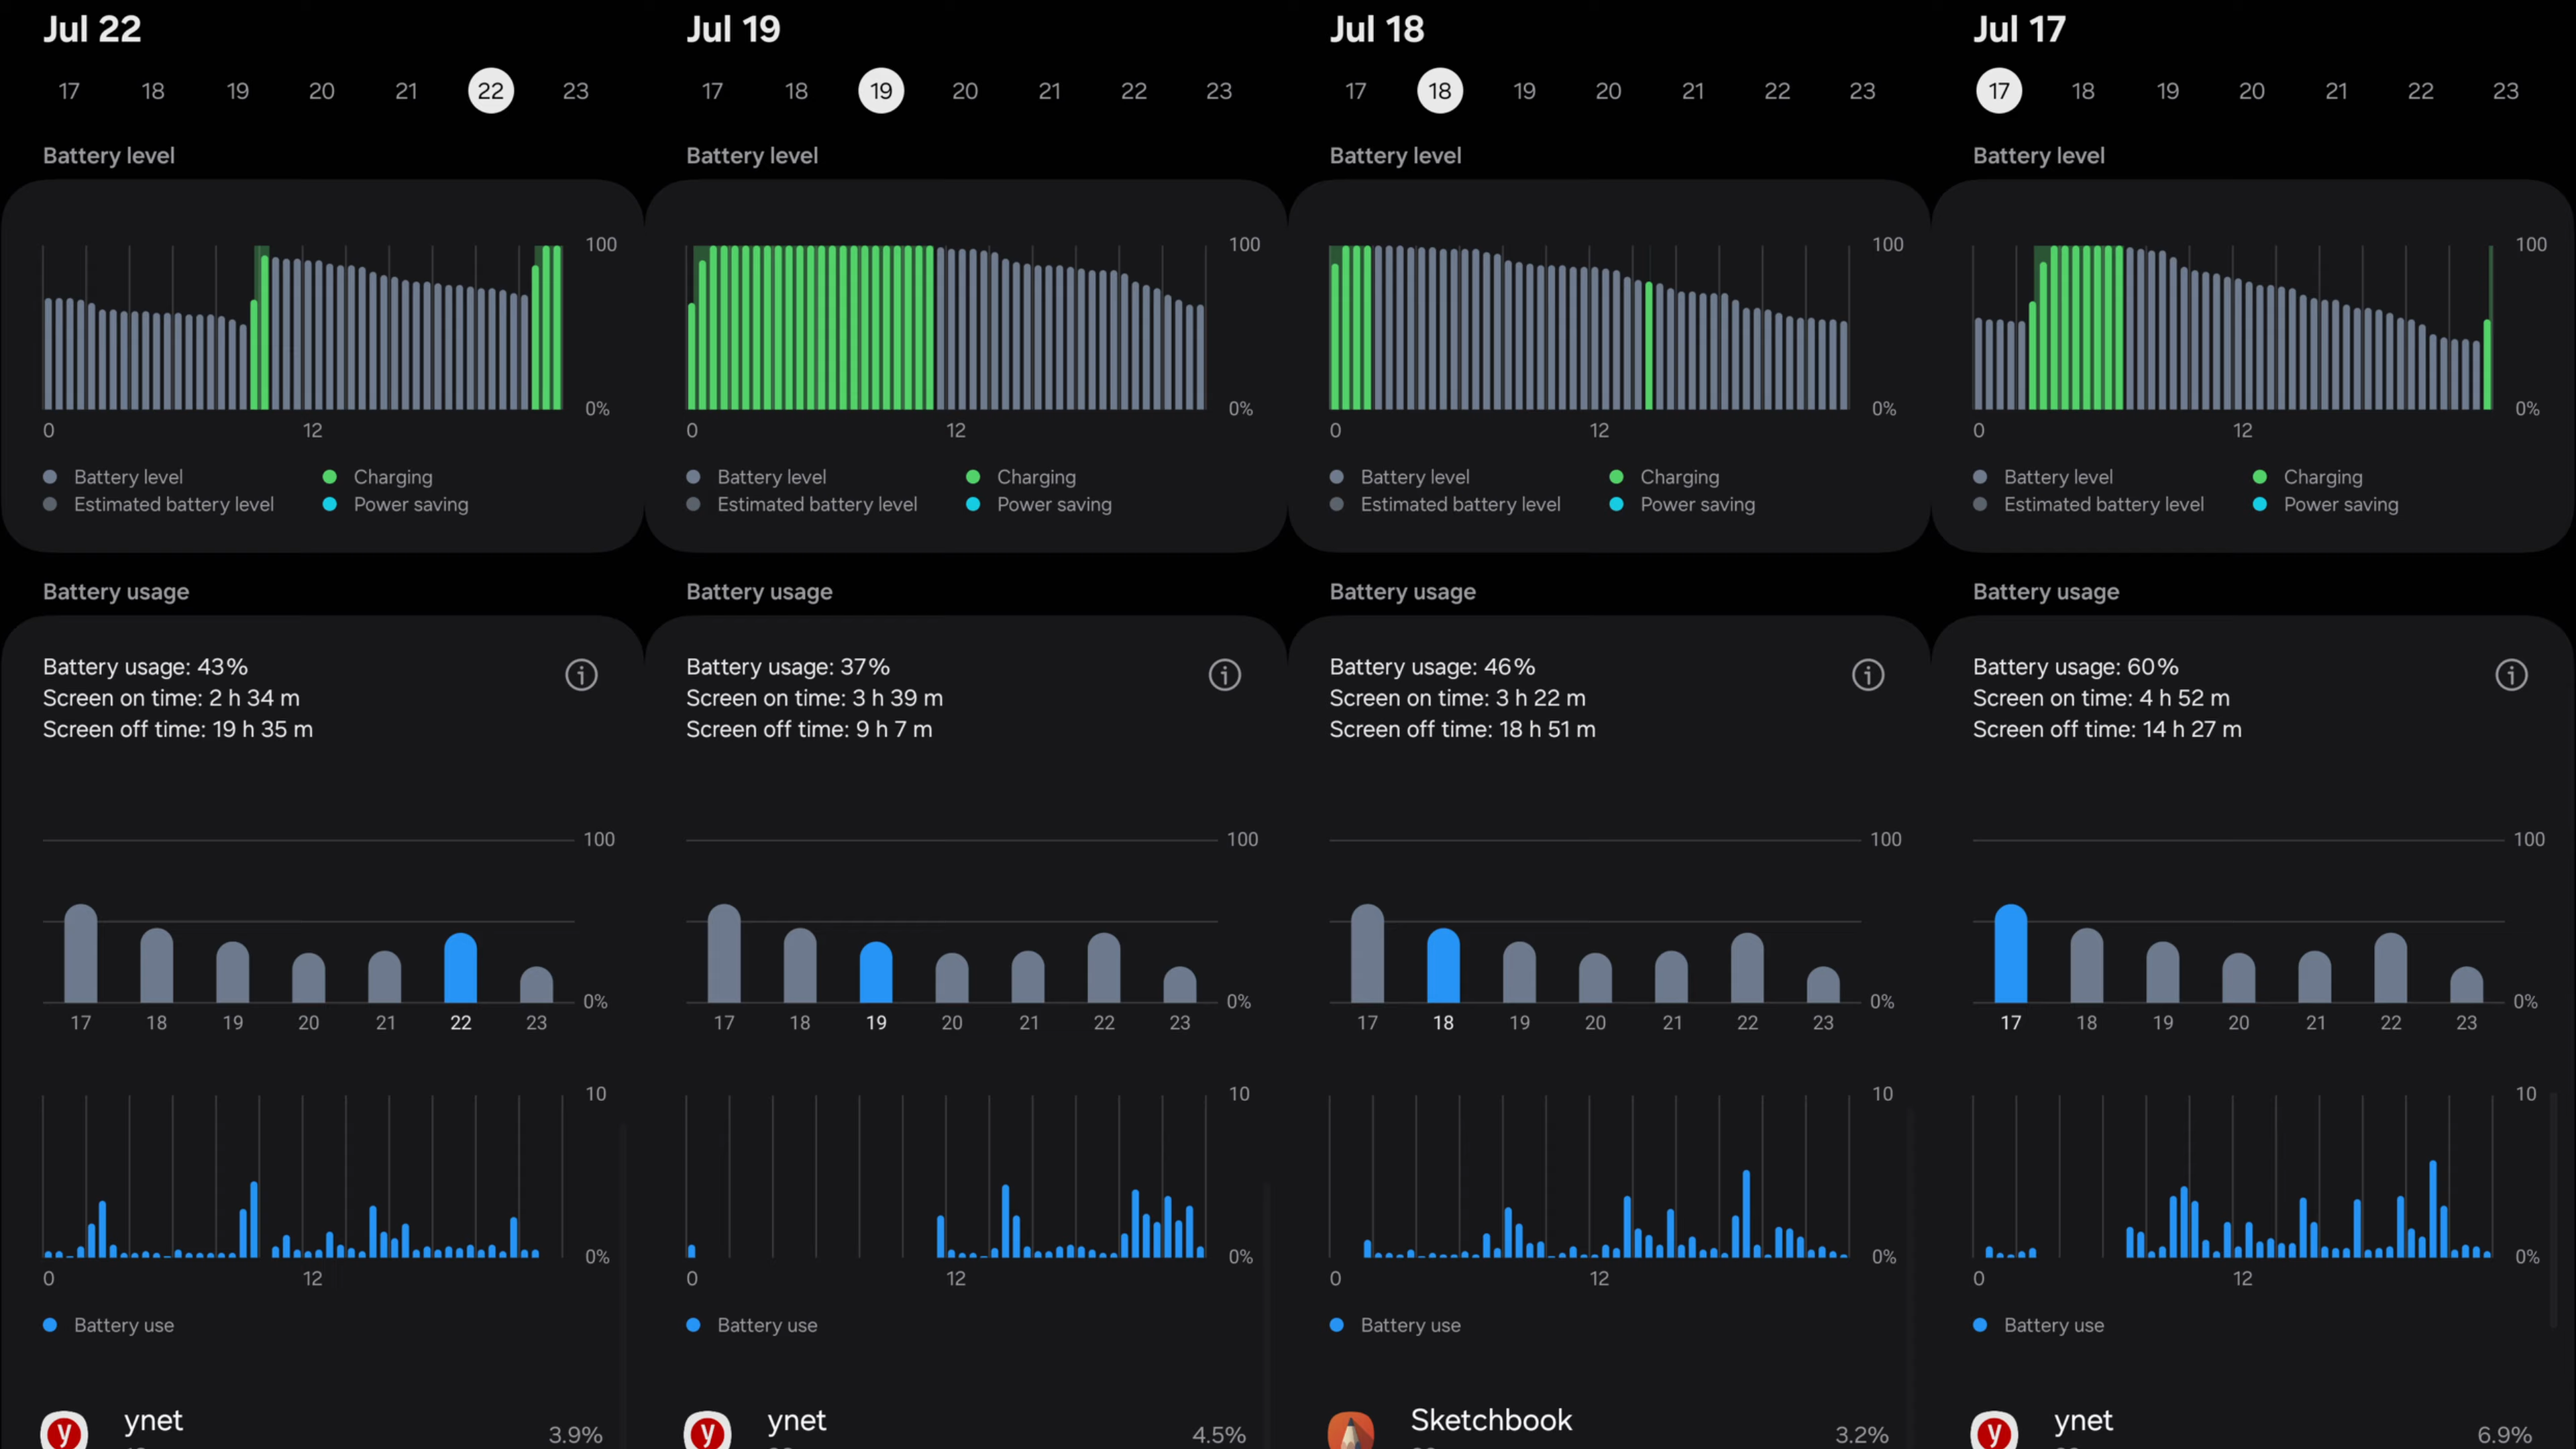 Jul 22
17 18 19 20 21 22 23
Battery level
100
0%
0 12
Battery level Charging
Estimated battery level Power saving
Battery usage
Battery usage: 43%
Screen on time: 2 h 34 m
Screen off time: 19 h 35 m
100
0%
17 18 19 20 21 22 23
10
0%
0 12
Battery use
y ynet 3.9%
Jul 19
17 18 19 20 21 22 23
Battery level
100
0%
0 12
Battery level Charging
Estimated battery level Power saving
Battery usage
Battery usage: 37%
Screen on time: 3 h 39 m
Screen off time: 9 h 7 m
100
0%
17 18 19 20 21 22 23
10
0%
0 12
Battery use
y ynet 4.5%
Jul 18
17 18 19 20 21 22 23
Battery level
100
0%
0 12
Battery level Charging
Estimated battery level Power saving
Battery usage
Battery usage: 46%
Screen on time: 3 h 22 m
Screen off time: 18 h 51 m
100
0%
17 18 19 20 21 22 23
10
0%
0 12
Battery use
Sketchbook 3.2%
Jul 17
17 18 19 20 21 22 23
Battery level
100
0%
0 12
Battery level Charging
Estimated battery level Power saving
Battery usage
Battery usage: 60%
Screen on time: 4 h 52 m
Screen off time: 14 h 27 m
100
0%
17 18 19 20 21 22 23
10
0%
0 12
Battery use
y ynet 6.9%